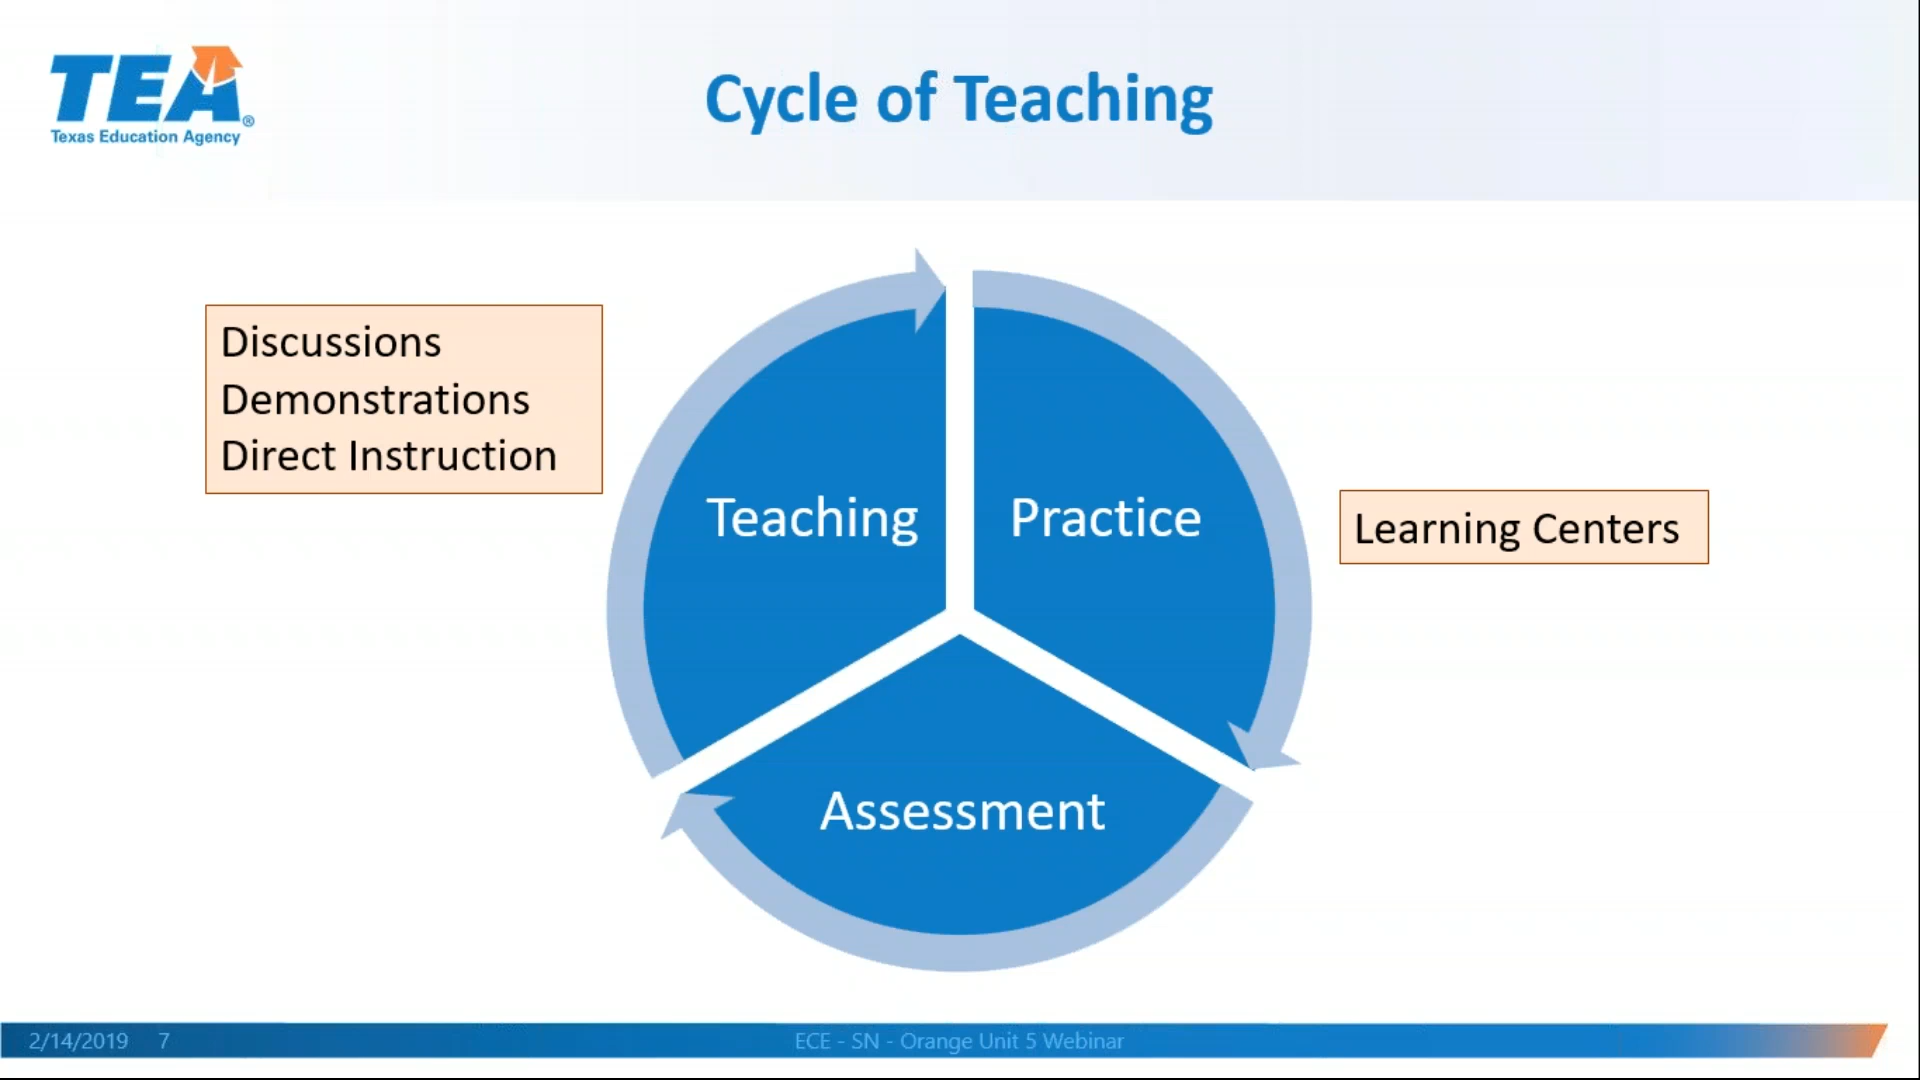 TEA®
Texas Education Agency
Cycle of Teaching
Discussions
Demonstrations
Direct Instruction
Teaching
Practice
Learning Centers
Assessment
2/14/2019 7
ECE - SN - Orange Unit 5 Webinar